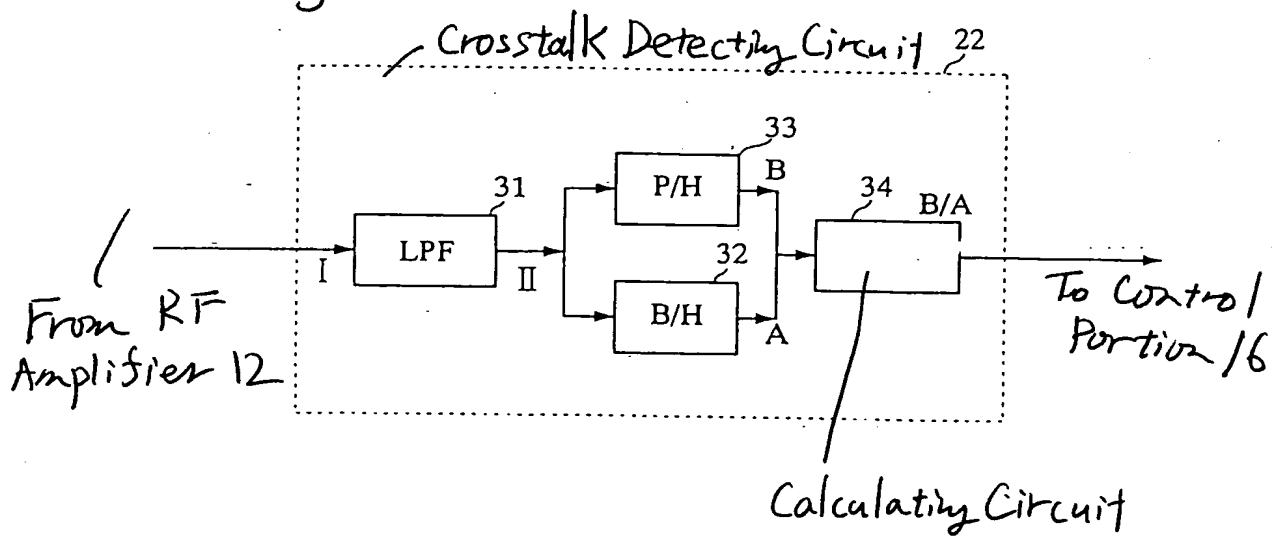 Crosstalk Detecting Circuit
22
33
P/H
B
31
LPF
I
II
32
B/H
A
34
B/A
From RF
Amplifier 12
To Control
Portion 16
Calculating Circuit